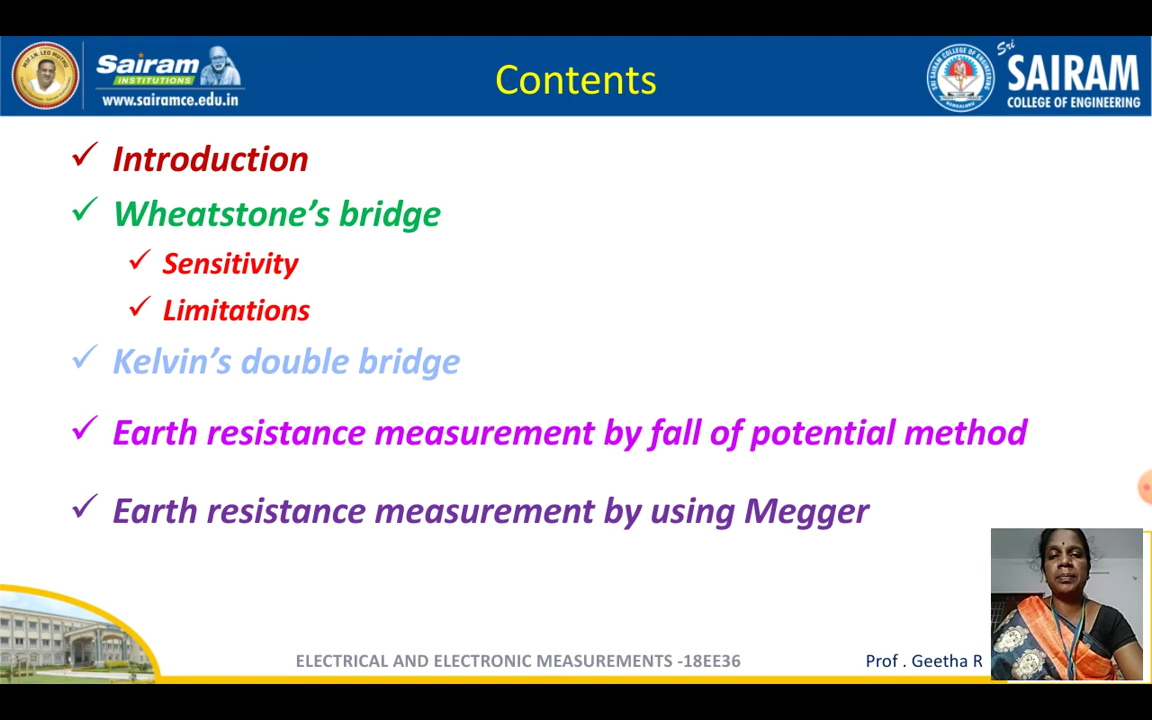 Sairam
INSTITUTIONS
www.sairamce.edu.in
Contents
Sri
SAIRAM
COLLEGE OF ENGINEERING
✓ Introduction
✓ Wheatstone’s bridge
✓ Sensitivity
✓ Limitations
✓ Kelvin’s double bridge
✓ Earth resistance measurement by fall of potential method
✓ Earth resistance measurement by using Megger
ELECTRICAL AND ELECTRONIC MEASUREMENTS -18EE36
Prof . Geetha R